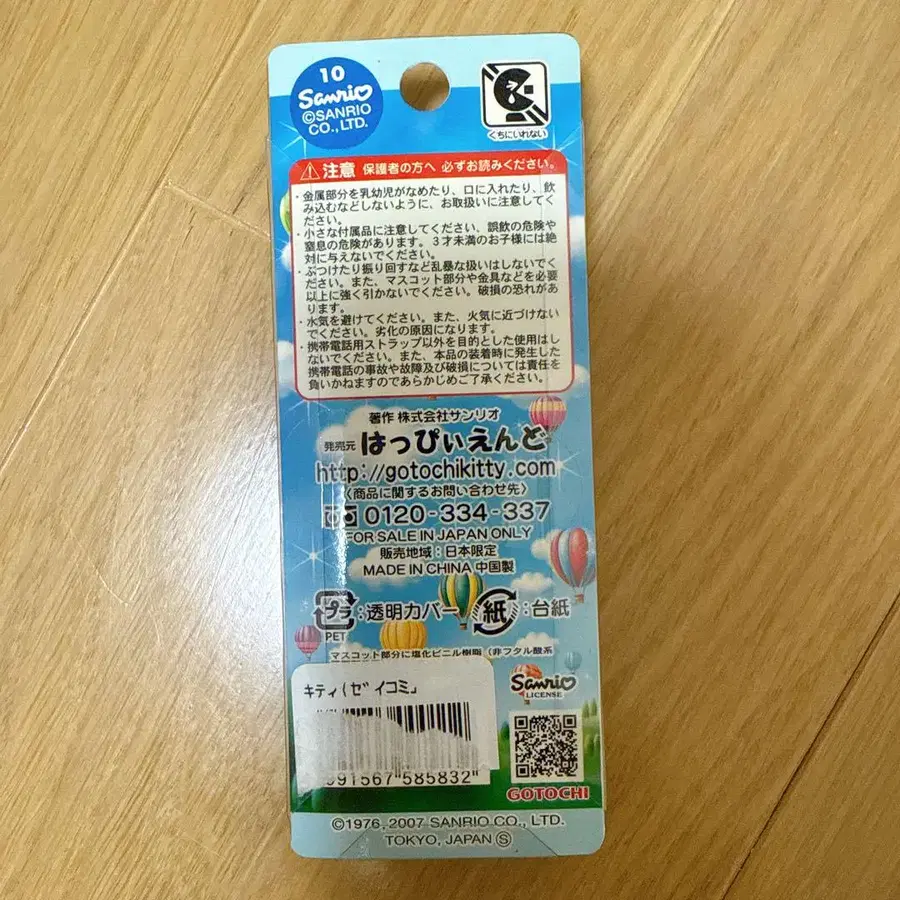 10
Sanrio
©SANRIO
CO., LTD.
くちにいれない
注意 保護者の方へ 必ずお読みください。
・金属部分を乳幼児がなめたり、口に入れたり、飲
み込むなどしないように、お取扱いに注意してく
ださい。
・小さな付属品に注意してください、誤飲の危険や
窒息の危険があります。3才未満のお子様には絶
対に与えないでください。
・ぶつけたり振り回すなど乱暴な扱いはしないでく
ださい。また、マスコット部分や金具などを必要
以上に強く引かないでください。破損の恐れがあ
ります。
・水気を避けてください。また、火気に近づけない
でください。劣化の原因になります。
・携帯電話用ストラップ以外を目的とした使用はし
ないでください。また、本品の装着時に発生した
携帯電話の事故や故障及び破損については責任を
負いかねますのであらかじめご了承ください。
著作 株式会社サンリオ
発売元 はっぴぃえんど
http://gotochikitty.com
〈商品に関するお問い合わせ先〉
0120-334-337
FOR SALE IN JAPAN ONLY
販売地域：日本限定
MADE IN CHINA 中国製
プラ：透明カバー 紙：台紙
PET
マスコット部分に塩化ビニル樹脂（非フタル酸系
キティ(ゼイコミ」
991567"585832"
Sanrio
LICENSE
GOTOCHI
©1976, 2007 SANRIO CO., LTD.
TOKYO, JAPAN Ⓢ